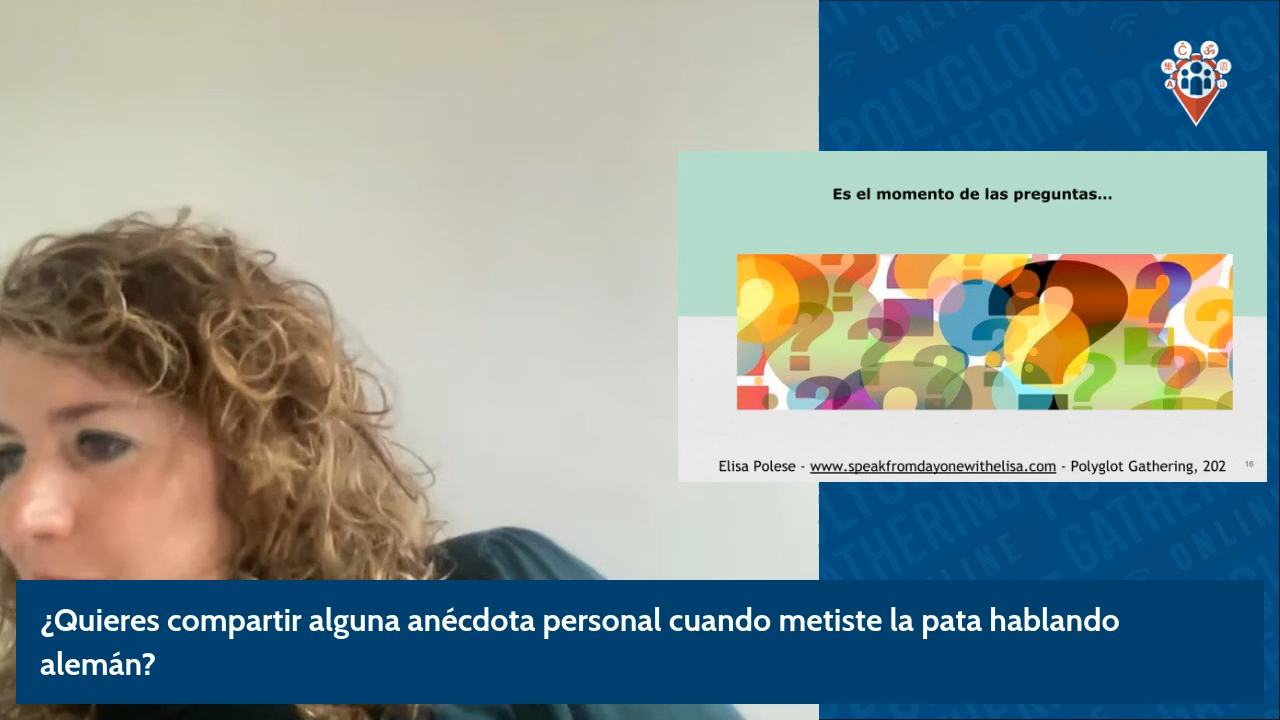 Es el momento de las preguntas...
Elisa Polese - www.speakfromdayonewithelisa.com - Polyglot Gathering, 202
16
¿Quieres compartir alguna anécdota personal cuando metiste la pata hablando
alemán?